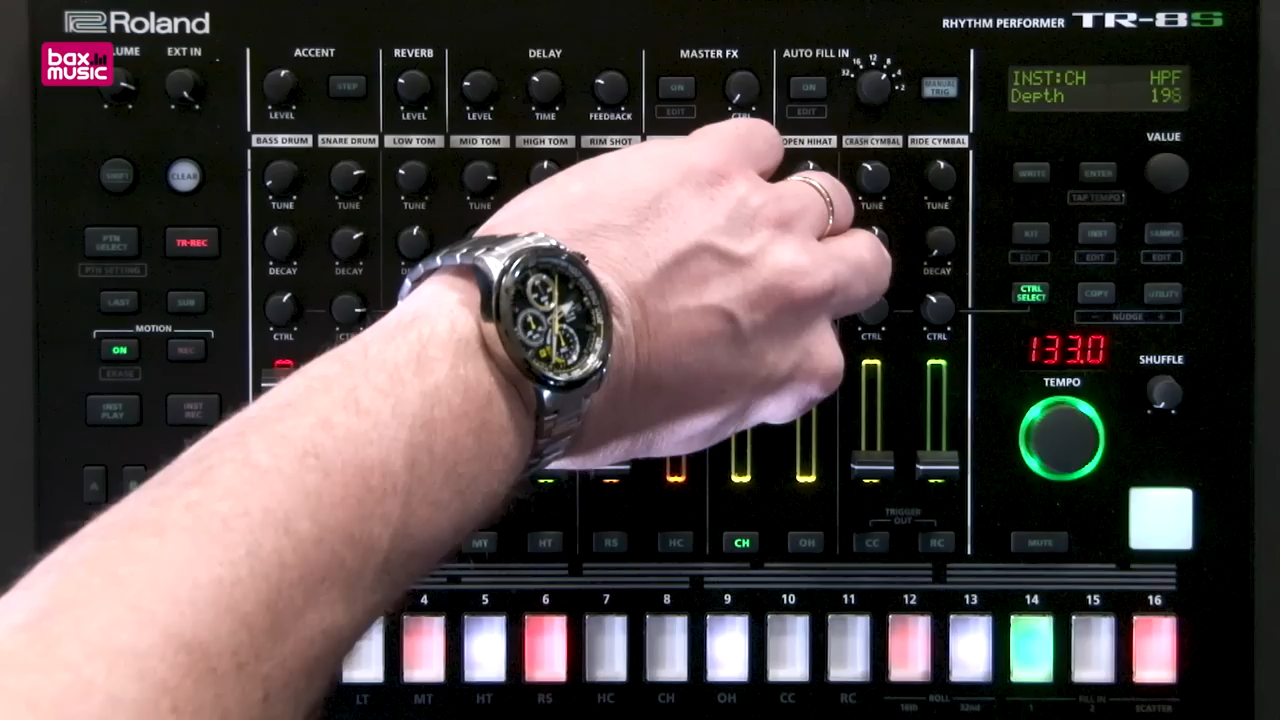 Roland
RHYTHM PERFORMER TR-8S
bax music
EXT IN
ACCENT
REVERB
DELAY
MASTER FX
AUTO FILL IN
STEP
ON
ON
32 16 12 8 4 2
MANUAL TRIG
INST:CH HPF
Depth 196
LEVEL
LEVEL
LEVEL
TIME
FEEDBACK
EDIT
CTRL
EDIT
VALUE
BASS DRUM
SNARE DRUM
LOW TOM
MID TOM
HIGH TOM
RIM SHOT
OPEN HIHAT
CRASH CYMBAL
RIDE CYMBAL
SHIFT
CLEAR
WRITE
ENTER
TUNE
TUNE
TUNE
TUNE
TUNE
TUNE
TAP TEMPO
PTN SELECT
TR-REC
KIT
INST
SAMPLE
PTN SETTING
DECAY
DECAY
DECAY
EDIT
EDIT
EDIT
LAST
SUB
CTRL SELECT
COPY
UTILITY
NUDGE
MOTION
CTRL
CTRL
CTRL
ON
REC
133.0
SHUFFLE
ERASE
TEMPO
INST PLAY
INST REC
A
TRIGGER OUT
MT
HT
RS
HC
CH
OH
CC
RC
MUTE
4 5 6 7 8 9 10 11 12 13 14 15 16
LT MT HT RS HC CH OH CC RC
ROLL
16th 32nd
1 FILL IN 2
SCATTER